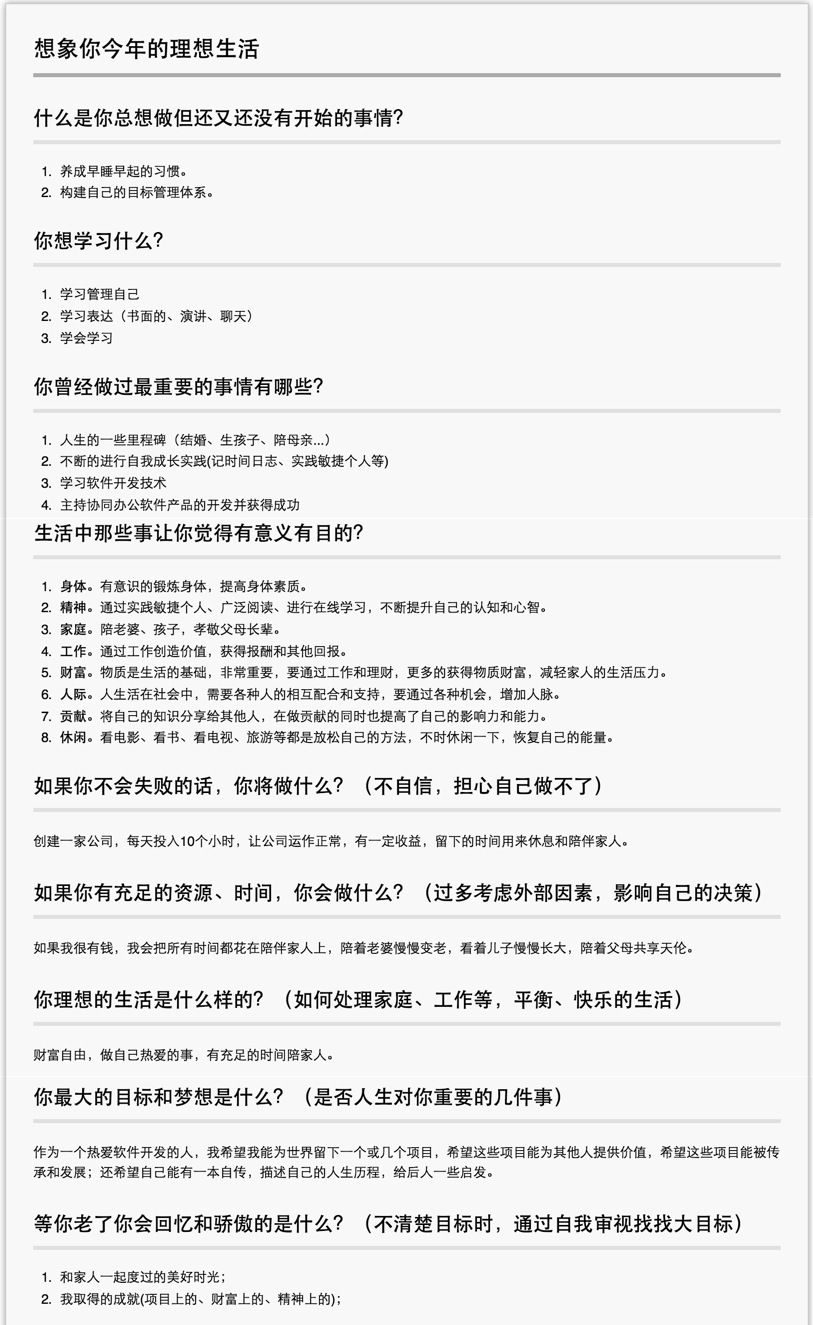 想象你今年的理想生活
什么是你总想做但还又还没有开始的事情？
1. 养成早睡早起的习惯。
2. 构建自己的目标管理体系。
你想学习什么？
1. 学习管理自己
2. 学习表达（书面的、演讲、聊天）
3. 学会学习
你曾经做过最重要的事情有哪些？
1. 人生的一些里程碑（结婚、生孩子、陪母亲...）
2. 不断的进行自我成长实践(记时间日志、实践敏捷个人等)
3. 学习软件开发技术
4. 主持协同办公软件产品的开发并获得成功
生活中那些事让你觉得有意义有目的？
1. 身体。有意识的锻炼身体，提高身体素质。
2. 精神。通过实践敏捷个人、广泛阅读、进行在线学习，不断提升自己的认知和心智。
3. 家庭。陪老婆、孩子，孝敬父母长辈。
4. 工作。通过工作创造价值，获得报酬和其他回报。
5. 财富。物质是生活的基础，非常重要，要通过工作和理财，更多的获得物质财富，减轻家人的生活压力。
6. 人际。人生活在社会中，需要各种人的相互配合和支持，要通过各种机会，增加人脉。
7. 贡献。将自己的知识分享给其他人，在做贡献的同时也提高了自己的影响力和能力。
8. 休闲。看电影、看书、看电视、旅游等都是放松自己的方法，不时休闲一下，恢复自己的能量。
如果你不会失败的话，你将做什么？（不自信，担心自己做不了）
创建一家公司，每天投入10个小时，让公司运作正常，有一定收益，留下的时间用来休息和陪伴家人。
如果你有充足的资源、时间，你会做什么？（过多考虑外部因素，影响自己的决策）
如果我很有钱，我会把所有时间都花在陪伴家人上，陪着老婆慢慢变老，看着儿子慢慢长大，陪着父母共享天伦。
你理想的生活是什么样的？（如何处理家庭、工作等，平衡、快乐的生活）
财富自由，做自己热爱的事，有充足的时间陪家人。
你最大的目标和梦想是什么？（是否人生对你重要的几件事）
作为一个热爱软件开发的人，我希望我能为世界留下一个或几个项目，希望这些项目能为其他人提供价值，希望这些项目能被传
承和发展；还希望自己能有一本自传，描述自己的人生历程，给后人一些启发。
等你老了你会回忆和骄傲的是什么？（不清楚目标时，通过自我审视找找大目标）
1. 和家人一起度过的美好时光；
2. 我取得的成就(项目上的、财富上的、精神上的)；